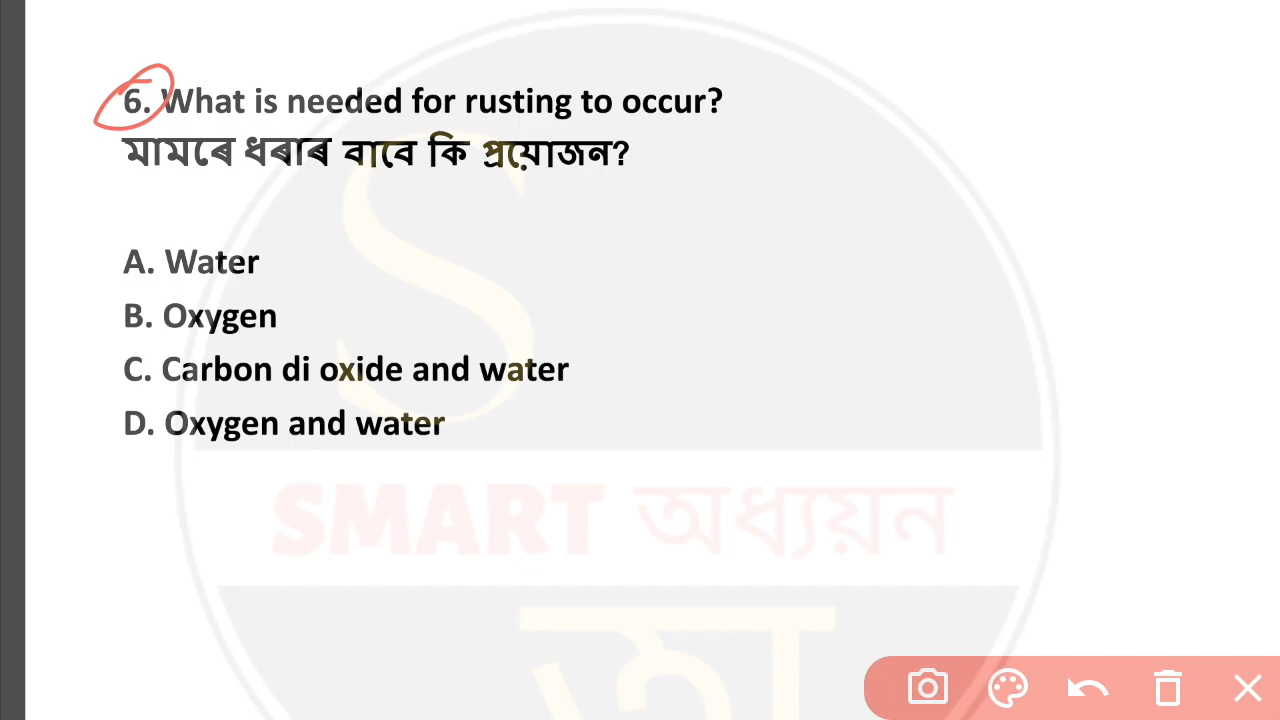 6. What is needed for rusting to occur?
মামৰে ধৰাৰ বাবে কি প্ৰয়োজন?
A. Water
B. Oxygen
C. Carbon di oxide and water
D. Oxygen and water
S
SMART অধ্যয়ন
অ